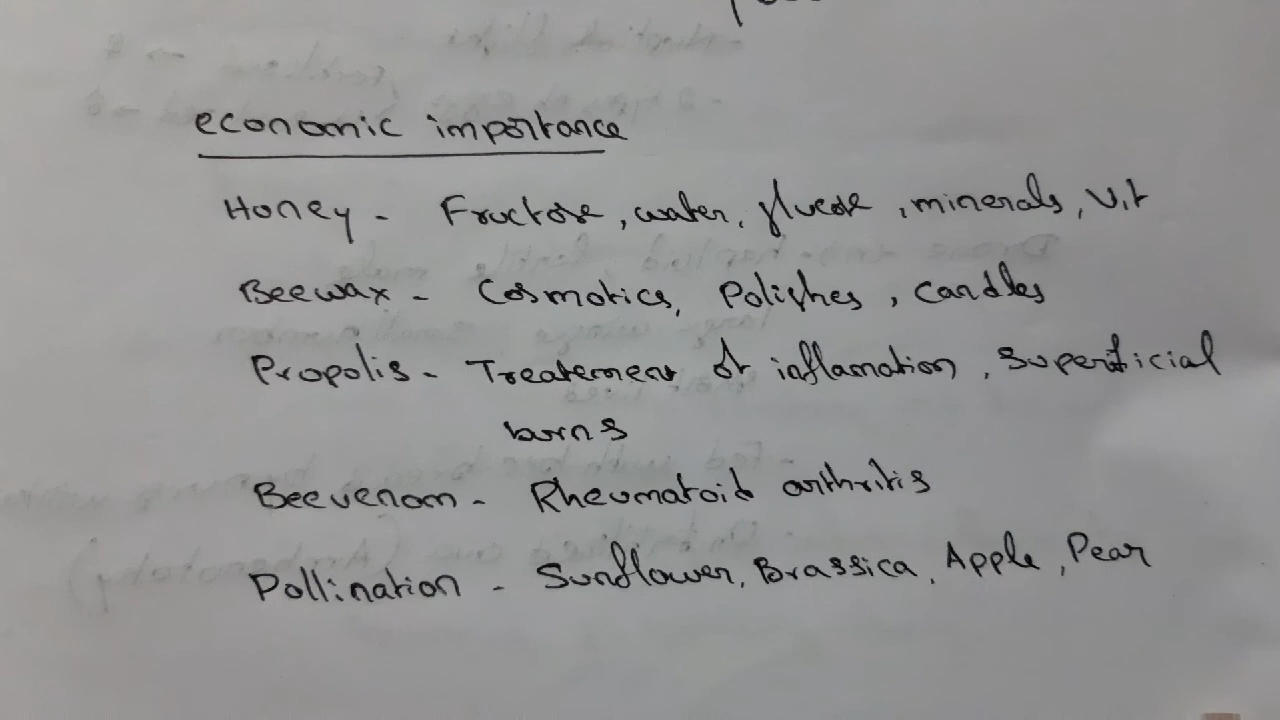 economic importance
Honey - Fructose, water, glucose, minerals, Vit
Beewax - Cosmotics, Polishes, candles
Propolis - Treatement of inflamation, superficial
burns
Beevenom - Rheumatoid arthritis
Pollination - Sunflower, Brassica, Apple, Pear